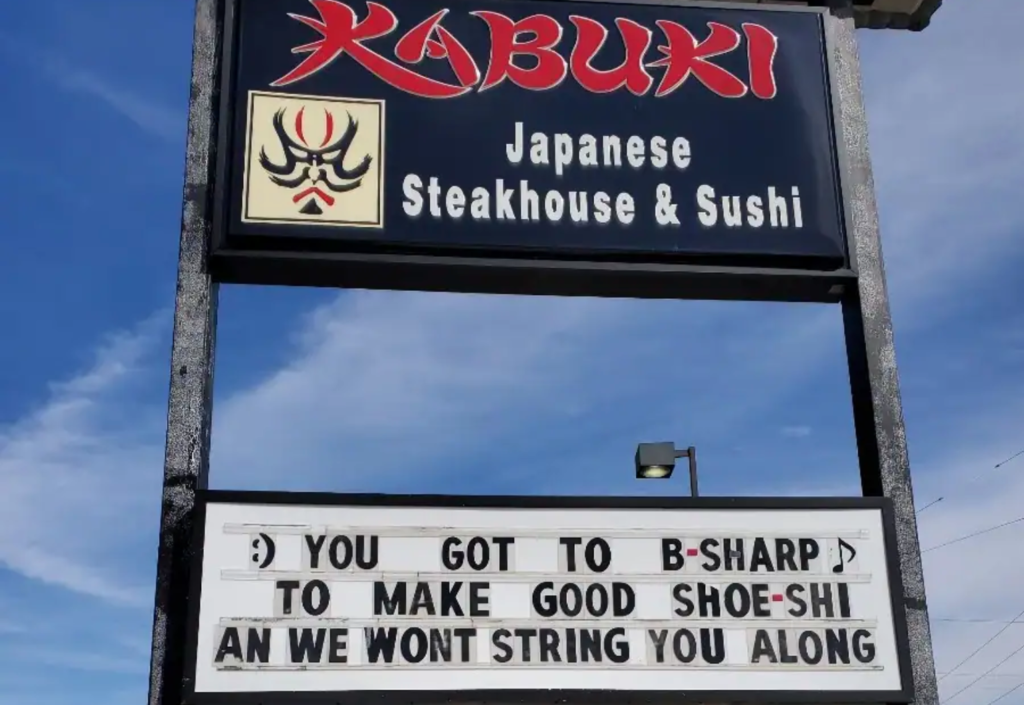 KABUKI
Japanese
Steakhouse & Sushi
:) YOU GOT TO B-SHARP ♪
TO MAKE GOOD SHOE-SHI
AN WE WONT STRING YOU ALONG